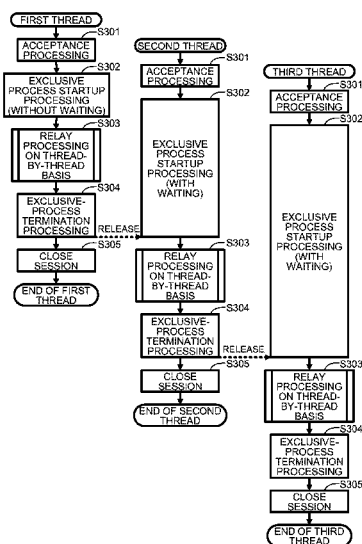 FIRST THREAD
S301
ACCEPTANCE
PROCESSING
S302
EXCLUSIVE
PROCESS STARTUP
PROCESSING
(WITHOUT WAITING)
S303
RELAY
PROCESSING
ON THREAD-
BY-THREAD
BASIS
S304
EXCLUSIVE-
PROCESS
TERMINATION
PROCESSING
RELEASE
S305
CLOSE
SESSION
END OF FIRST
THREAD
SECOND THREAD
S301
ACCEPTANCE
PROCESSING
S302
EXCLUSIVE
PROCESS
STARTUP
PROCESSING
(WITH
WAITING)
S303
RELAY
PROCESSING
ON THREAD-
BY-THREAD
BASIS
S304
EXCLUSIVE-
PROCESS
TERMINATION
PROCESSING
RELEASE
S305
CLOSE
SESSION
END OF SECOND
THREAD
THIRD THREAD
S301
ACCEPTANCE
PROCESSING
S302
EXCLUSIVE
PROCESS
STARTUP
PROCESSING
(WITH
WAITING)
S303
RELAY
PROCESSING
ON THREAD-
BY-THREAD
BASIS
S304
EXCLUSIVE-
PROCESS
TERMINATION
PROCESSING
S305
CLOSE
SESSION
END OF THIRD
THREAD